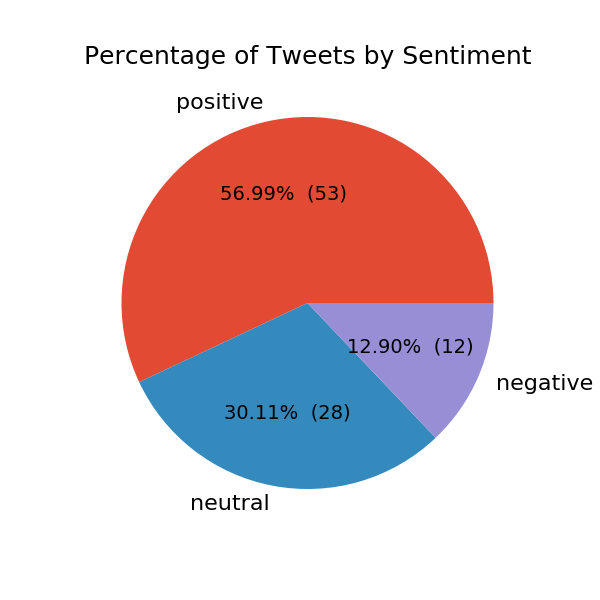 Percentage of Tweets by Sentiment
positive
56.99% (53)
12.90% (12)
negative
30.11% (28)
neutral